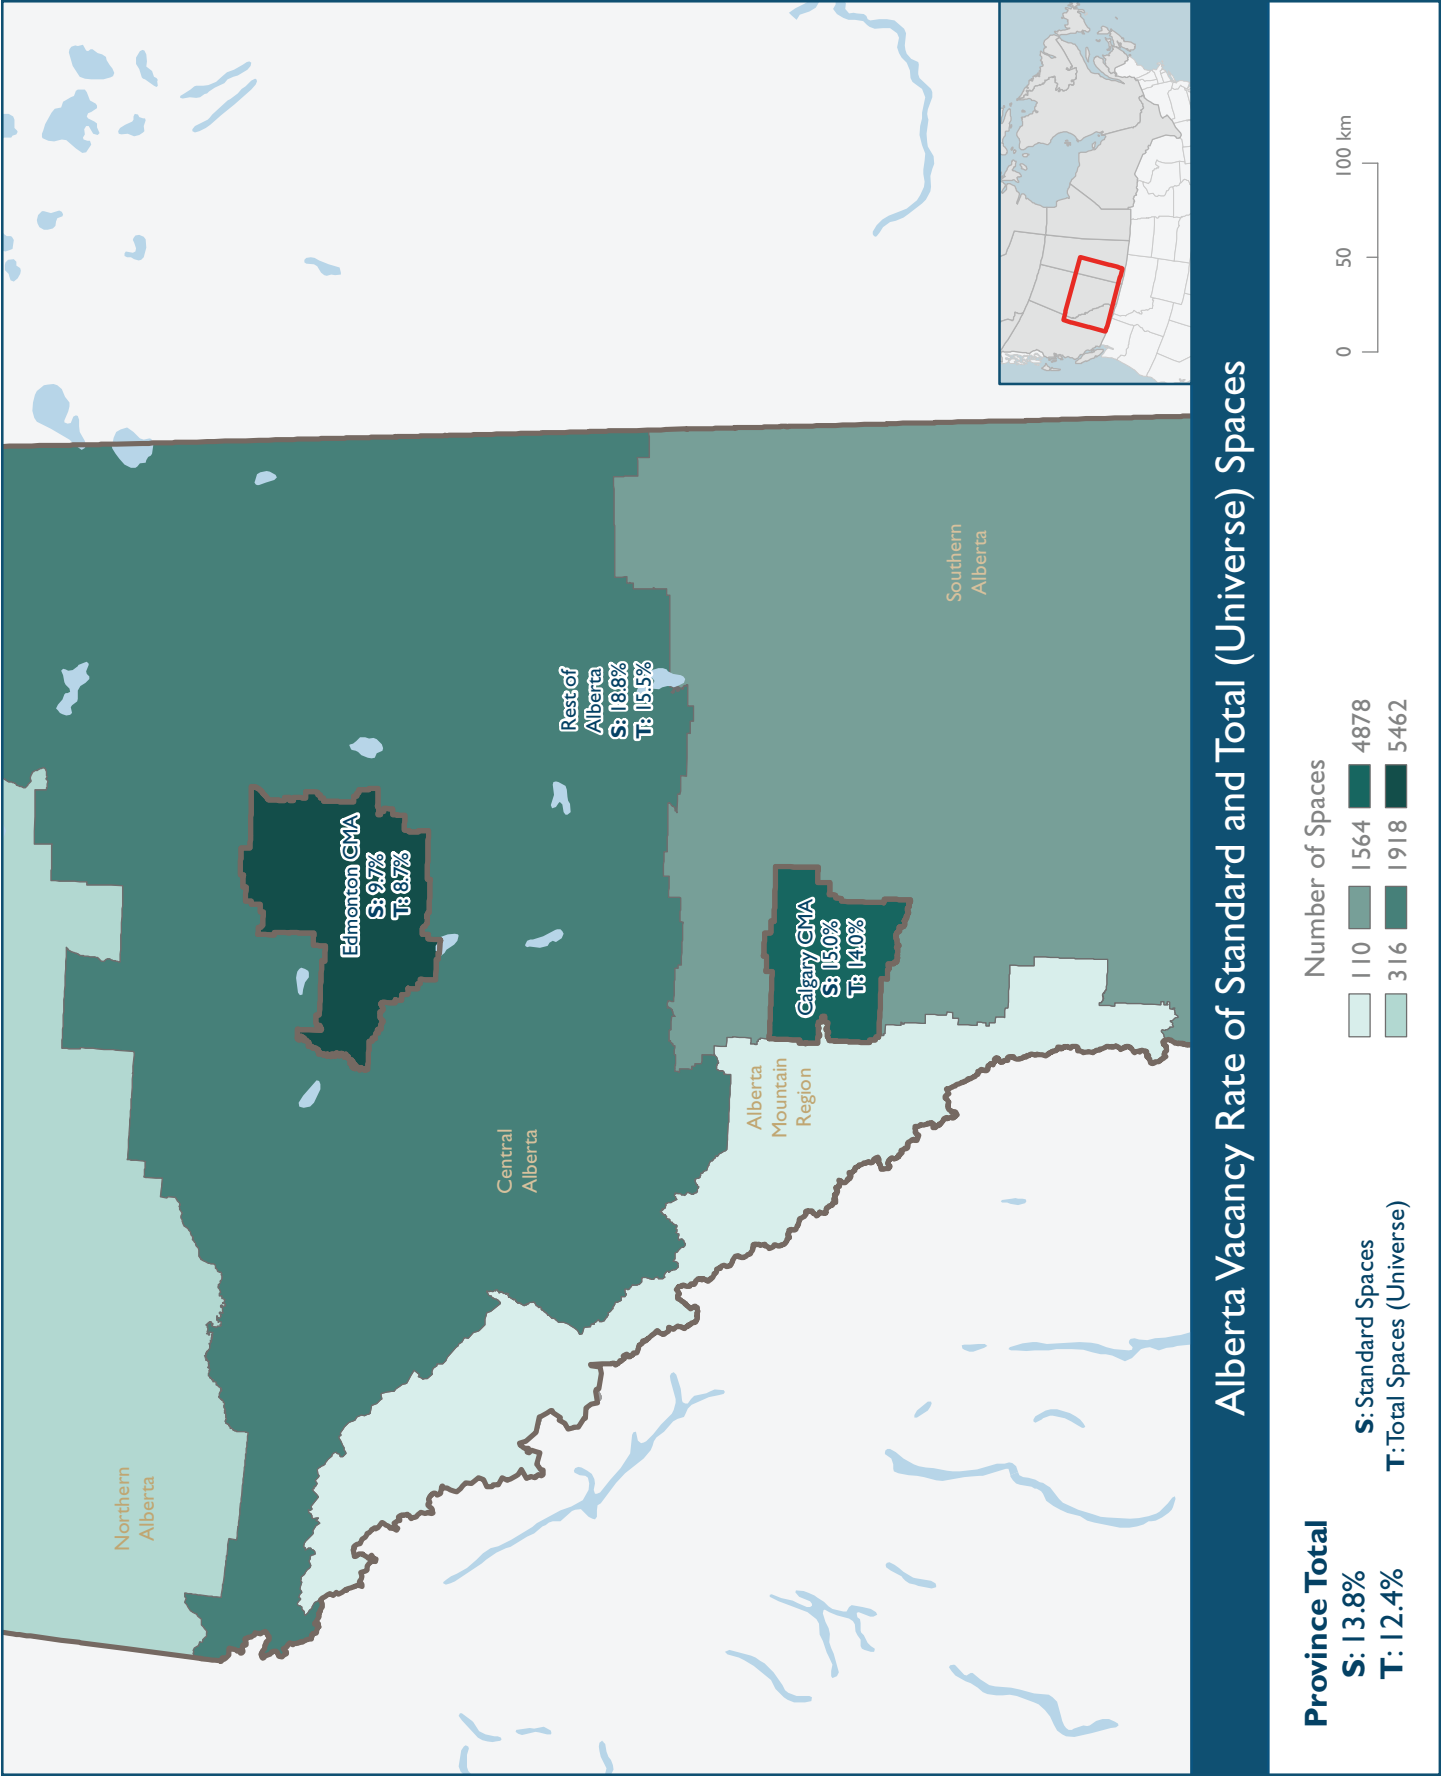 Northern
Alberta
Edmonton CMA
S: 9.7%
T: 8.7%
Central
Alberta
Rest of
Alberta
S: 18.8%
T: 15.5%
Alberta
Mountain
Region
Calgary CMA
S: 15.0%
T: 14.0%
Southern
Alberta
Alberta Vacancy Rate of Standard and Total (Universe) Spaces
Province Total
S: 13.8%
T: 12.4%
S: Standard Spaces
T: Total Spaces (Universe)
Number of Spaces
110 1564 4878
316 1918 5462
0 50 100 km